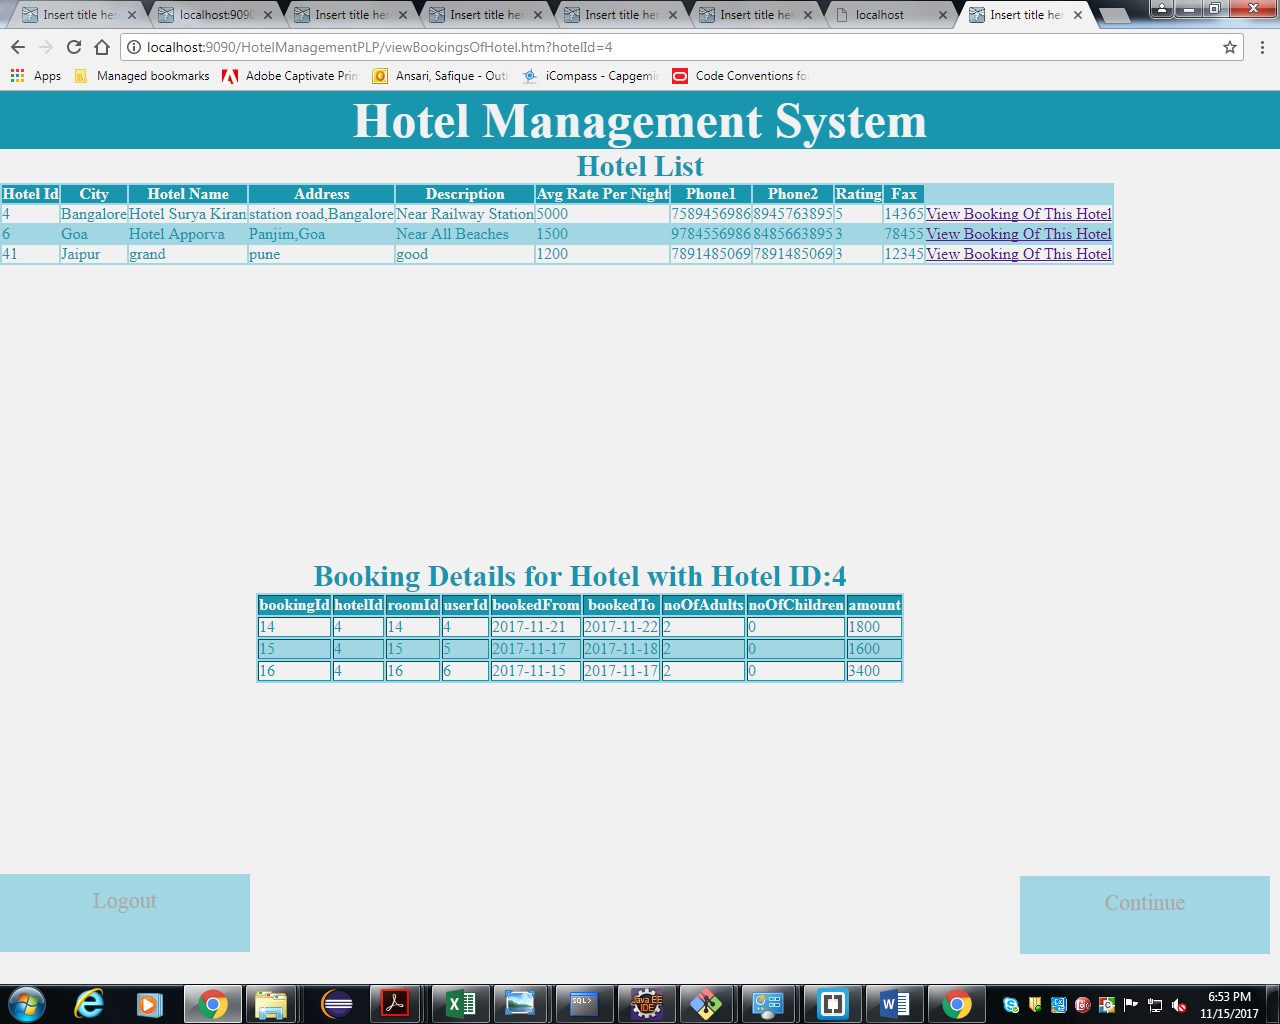 Insert title her
localhost:9090
Insert title her
Insert title her
Insert title her
Insert title her
localhost
Insert title her
localhost:9090/HotelManagementPLP/viewBookingsOfHotel.htm?hotelId=4
Apps Managed bookmarks Adobe Captivate Prim Ansari, Safique - Outl iCompass - Capgemin Code Conventions fo
Hotel Management System
Hotel List
Hotel Id City Hotel Name Address Description Avg Rate Per Night Phone1 Phone2 Rating Fax
4 Bangalore Hotel Surya Kiran station road,Bangalore Near Railway Station 5000 7589456986 8945763895 5 14365 View Booking Of This Hotel
6 Goa Hotel Apporva Panjim,Goa Near All Beaches 1500 9784556986 8485663895 3 78455 View Booking Of This Hotel
41 Jaipur grand pune good 1200 7891485069 7891485069 3 12345 View Booking Of This Hotel
Booking Details for Hotel with Hotel ID:4
bookingId hotelId roomId userId bookedFrom bookedTo noOfAdults noOfChildren amount
14 4 14 4 2017-11-21 2017-11-22 2 0 1800
15 4 15 5 2017-11-17 2017-11-18 2 0 1600
16 4 16 6 2017-11-15 2017-11-17 2 0 3400
Logout
Continue
SQL>
Java EE
IDE
6:53 PM
11/15/2017